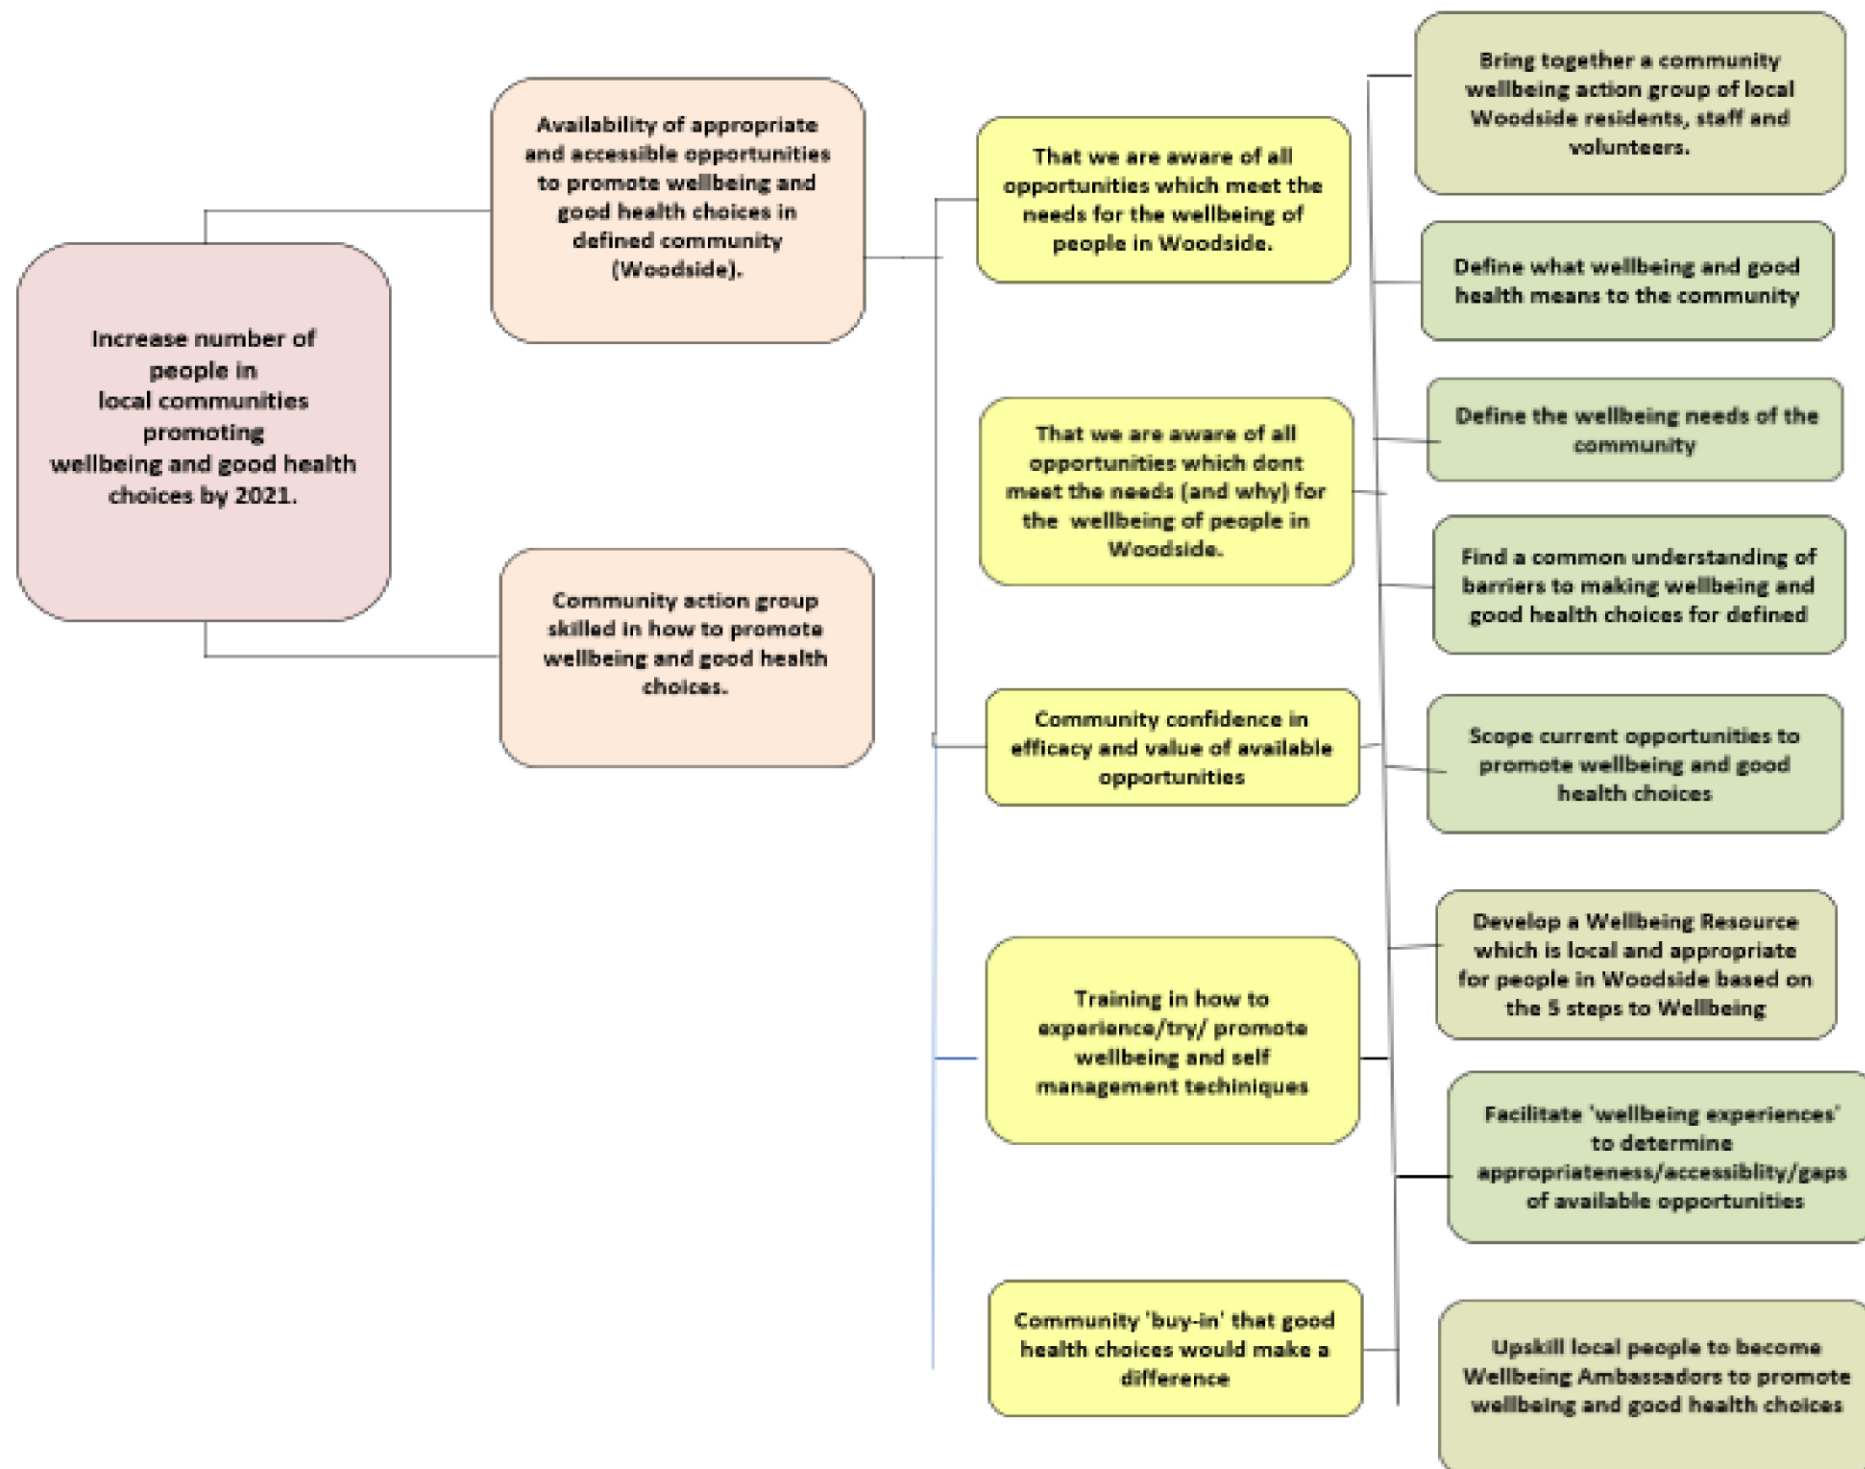 Increase number of
people in
local communities
promoting
wellbeing and good health
choices by 2021.
Availability of appropriate
and accessible opportunities
to promote wellbeing and
good health choices in
defined community
(Woodside).
Community action group
skilled in how to promote
wellbeing and good health
choices.
That we are aware of all
opportunities which meet the
needs for the wellbeing of
people in Woodside.
That we are aware of all
opportunities which dont
meet the needs (and why) for
the wellbeing of people in
Woodside.
Community confidence in
efficacy and value of available
opportunities
Training in how to
experience/try/ promote
wellbeing and self
management techiniques
Community 'buy-in' that good
health choices would make a
difference
Bring together a community
wellbeing action group of local
Woodside residents, staff and
volunteers.
Define what wellbeing and good
health means to the community
Define the wellbeing needs of the
community
Find a common understanding of
barriers to making wellbeing and
good health choices for defined
Scope current opportunities to
promote wellbeing and good
health choices
Develop a Wellbeing Resource
which is local and appropriate
for people in Woodside based on
the 5 steps to Wellbeing
Facilitate 'wellbeing experiences'
to determine
appropriateness/accessiblity/gaps
of available opportunities
Upskill local people to become
Wellbeing Ambassadors to promote
wellbeing and good health choices